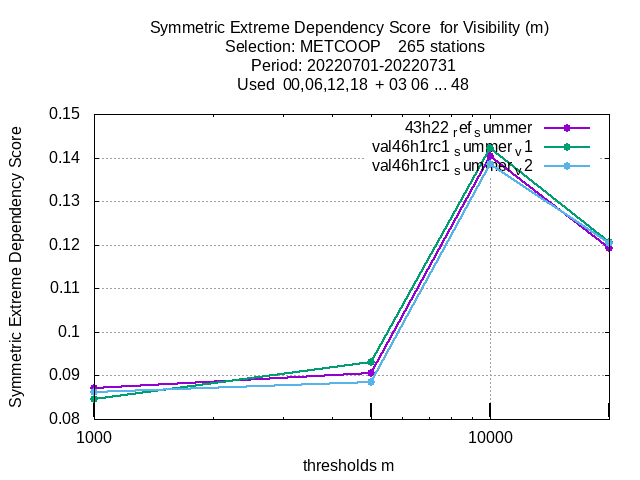 Symmetric Extreme Dependency Score for Visibility (m)
Selection: METCOOP 265 stations
Period: 20220701-20220731
Used 00,06,12,18 + 03 06 ... 48
0.15
43h22 ref summer
val46h1rc1 summer v1
val46h1rc1 summer v2
0.14
0.13
0.12
0.11
0.1
0.09
0.08
Symmetric Extreme Dependency Score
1000
10000
thresholds m